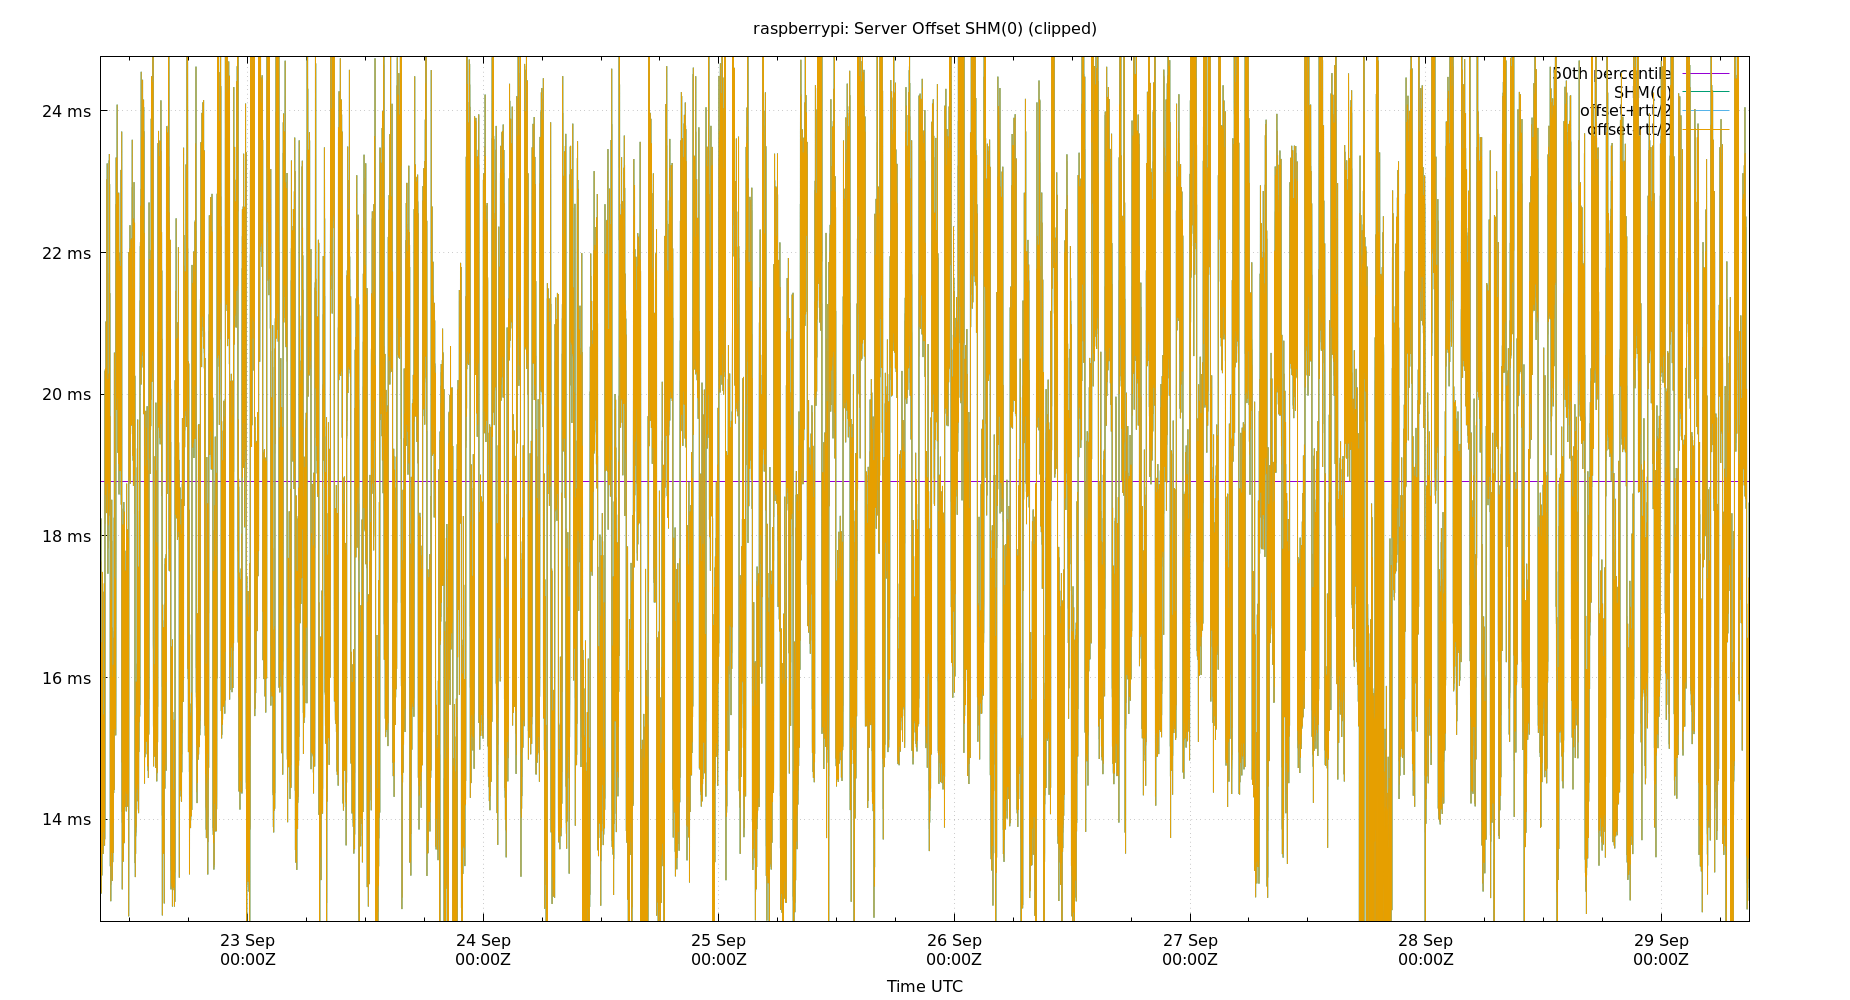 raspberrypi: Server Offset SHM(0) (clipped)
50th percentile
SHM(0)
offset+rtt/2
offset-rtt/2
24 ms
22 ms
20 ms
18 ms
16 ms
14 ms
23 Sep 24 Sep 25 Sep 26 Sep 27 Sep 28 Sep 29 Sep
00:00Z 00:00Z 00:00Z 00:00Z 00:00Z 00:00Z 00:00Z
Time UTC